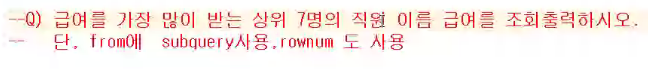 --Q) 급여를 가장 많이 받는 상위 7명의 직원 이름 급여를 조회출력하시오.
-- 단, from에 subquery사용,rownum 도 사용